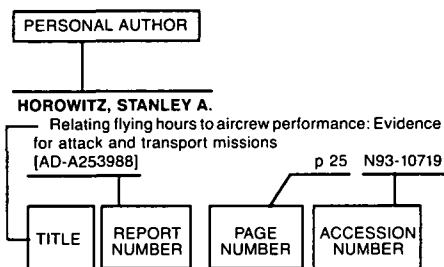 PERSONAL AUTHOR
HOROWITZ, STANLEY A.
Relating flying hours to aircrew performance: Evidence
for attack and transport missions
[AD-A253988] p 25 N93-10719
TITLE REPORT NUMBER PAGE NUMBER ACCESSION NUMBER